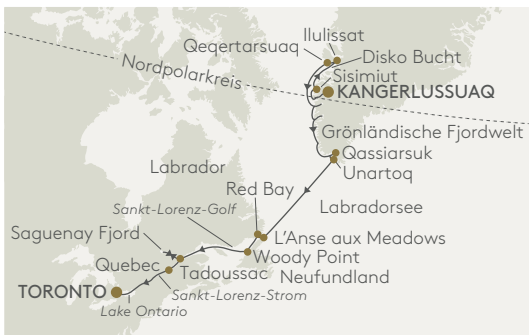 Ilulissat
Qeqertarsuaq
Disko Bucht
Nordpolarkreis
Sisimiut
KANGERLUSSUAQ
Grönländische Fjordwelt
Qassiarsuk
Unartoq
Labrador
Red Bay
Labradorsee
Sankt-Lorenz-Golf
Saguenay Fjord
L'Anse aux Meadows
Woody Point
Quebec
Tadoussac
Neufundland
TORONTO
Sankt-Lorenz-Strom
Lake Ontario